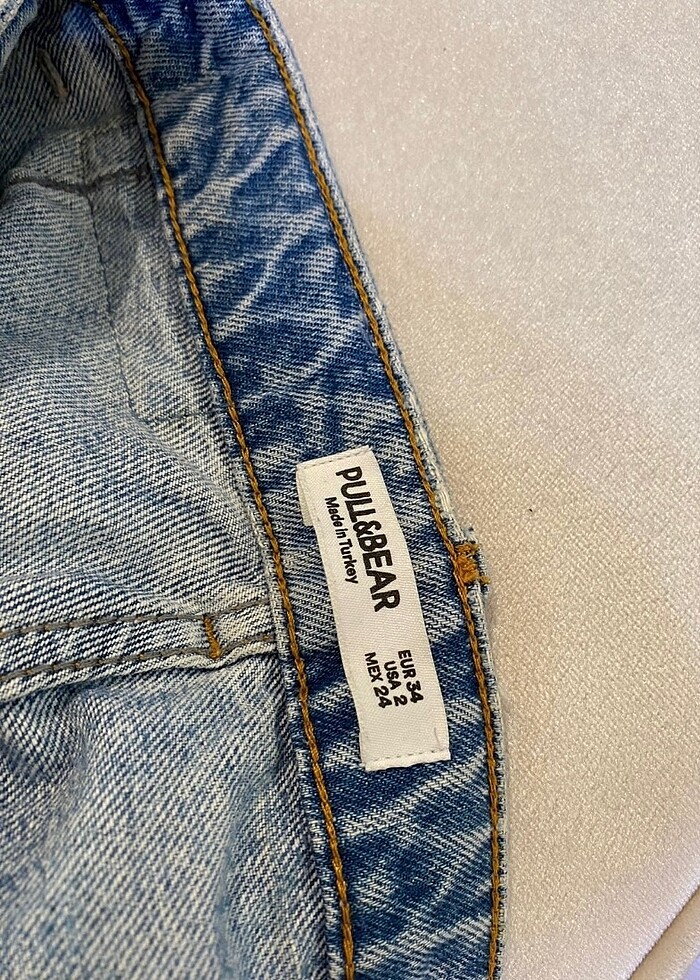 PULL&BEAR
Made in Turkey
EUR 34
USA 2
MEX 24